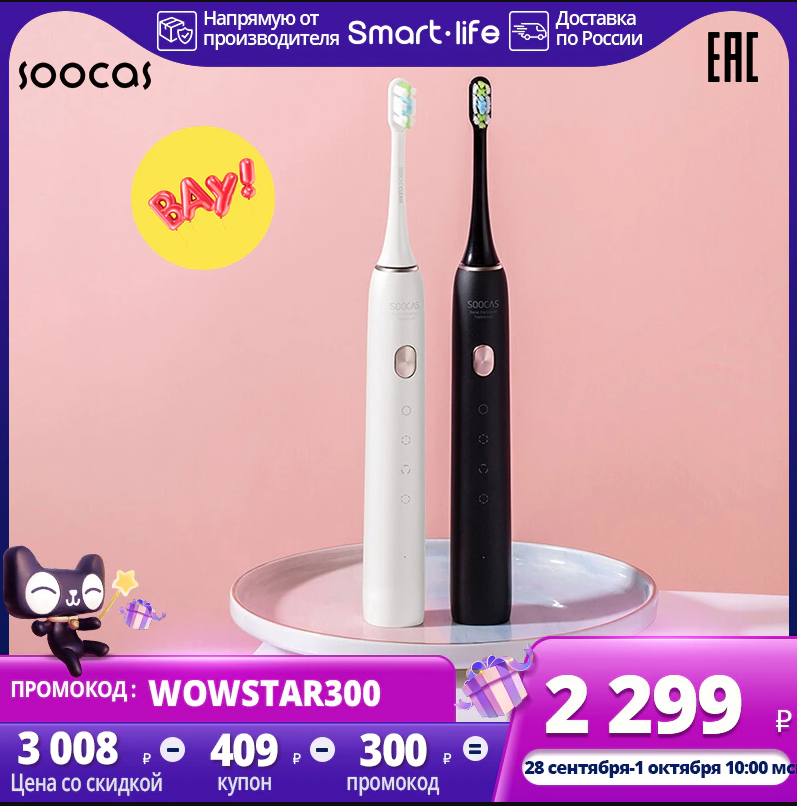 Напрямую от
производителя
Smart·life
Доставка
по России
soocas
EAC
ВАУ!
SOOCAS
SOOCAS
ПРОМОКОД: WOWSTAR300
3 008 ₽ − 409 ₽ − 300 ₽ =
Цена со скидкой купон промокод
2 299 ₽
28 сентября-1 октября 10:00 мс